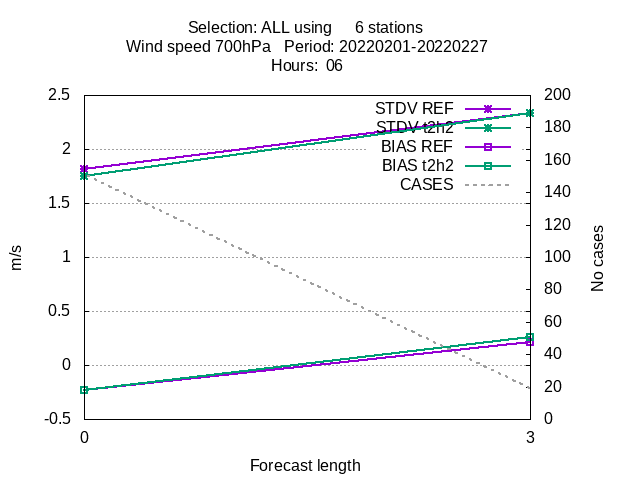 Selection: ALL using     6 stations
Wind speed 700hPa   Period: 20220201-20220227
Hours:  06
2.5
2
1.5
1
0.5
0
-0.5
200
180
160
140
120
100
80
60
40
20
0
STDV REF
STDV t2h2
BIAS REF
BIAS t2h2
CASES
m/s
No cases
0
3
Forecast length